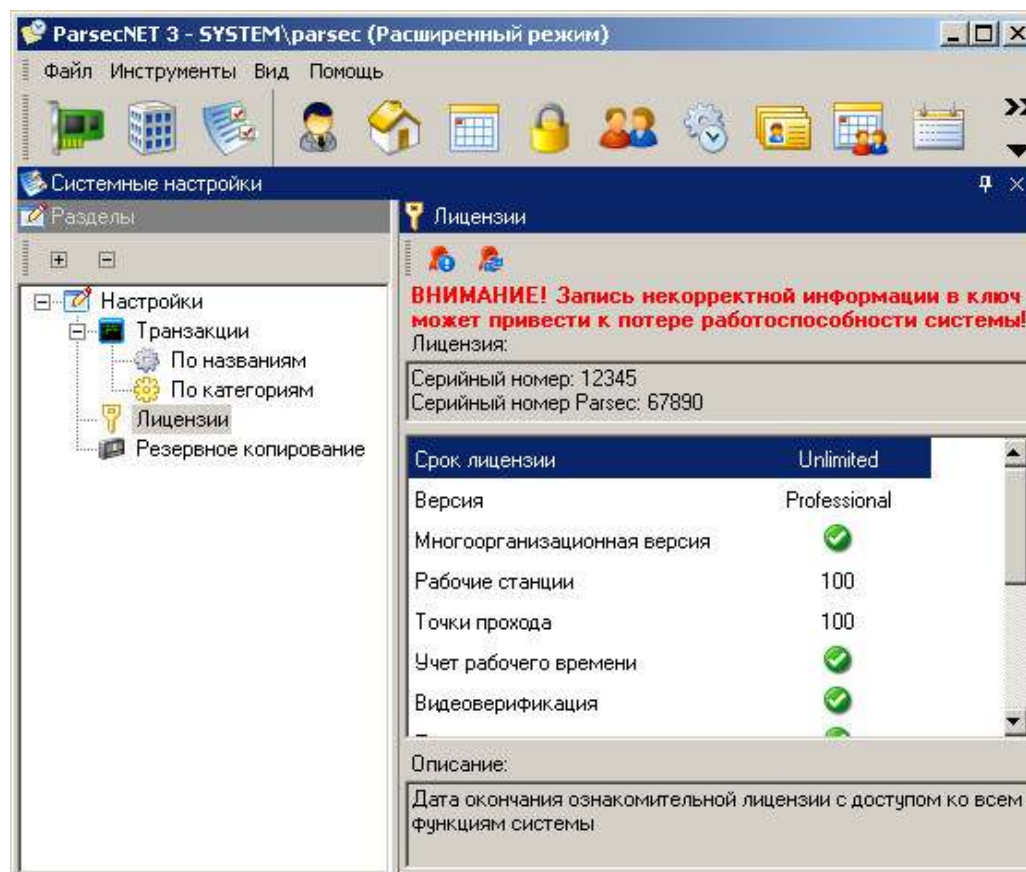 ParsecNET 3 - SYSTEM\parsec (Расширенный режим)
Файл Инструменты Вид Помощь
Системные настройки
Разделы
Настройки
Транзакции
По названиям
По категориям
Лицензии
Резервное копирование
Лицензии
ВНИМАНИЕ! Запись некорректной информации в ключ
может привести к потере работоспособности системы!
Лицензия:
Серийный номер: 12345
Серийный номер Parsec: 67890
Срок лицензии Unlimited
Версия Professional
Многоорганизационная версия
Рабочие станции 100
Точки прохода 100
Учет рабочего времени
Видеоверификация
Описание:
Дата окончания ознакомительной лицензии с доступом ко всем
функциям системы